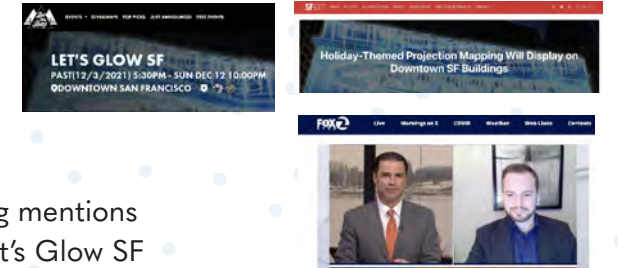 EVENTS GIVEAWAYS TOP PICKS JUST ANNOUNCED FREE EVENTS
LET'S GLOW SF
PAST(12/3/2021) 5:30PM - SUN DEC 12 10:00PM
DOWNTOWN SAN FRANCISCO
Holiday-Themed Projection Mapping Will Display on
Downtown SF Buildings
FOX 2
Live Mornings on 2 COVID Weather Web Links Contests
g mentions
t's Glow SF